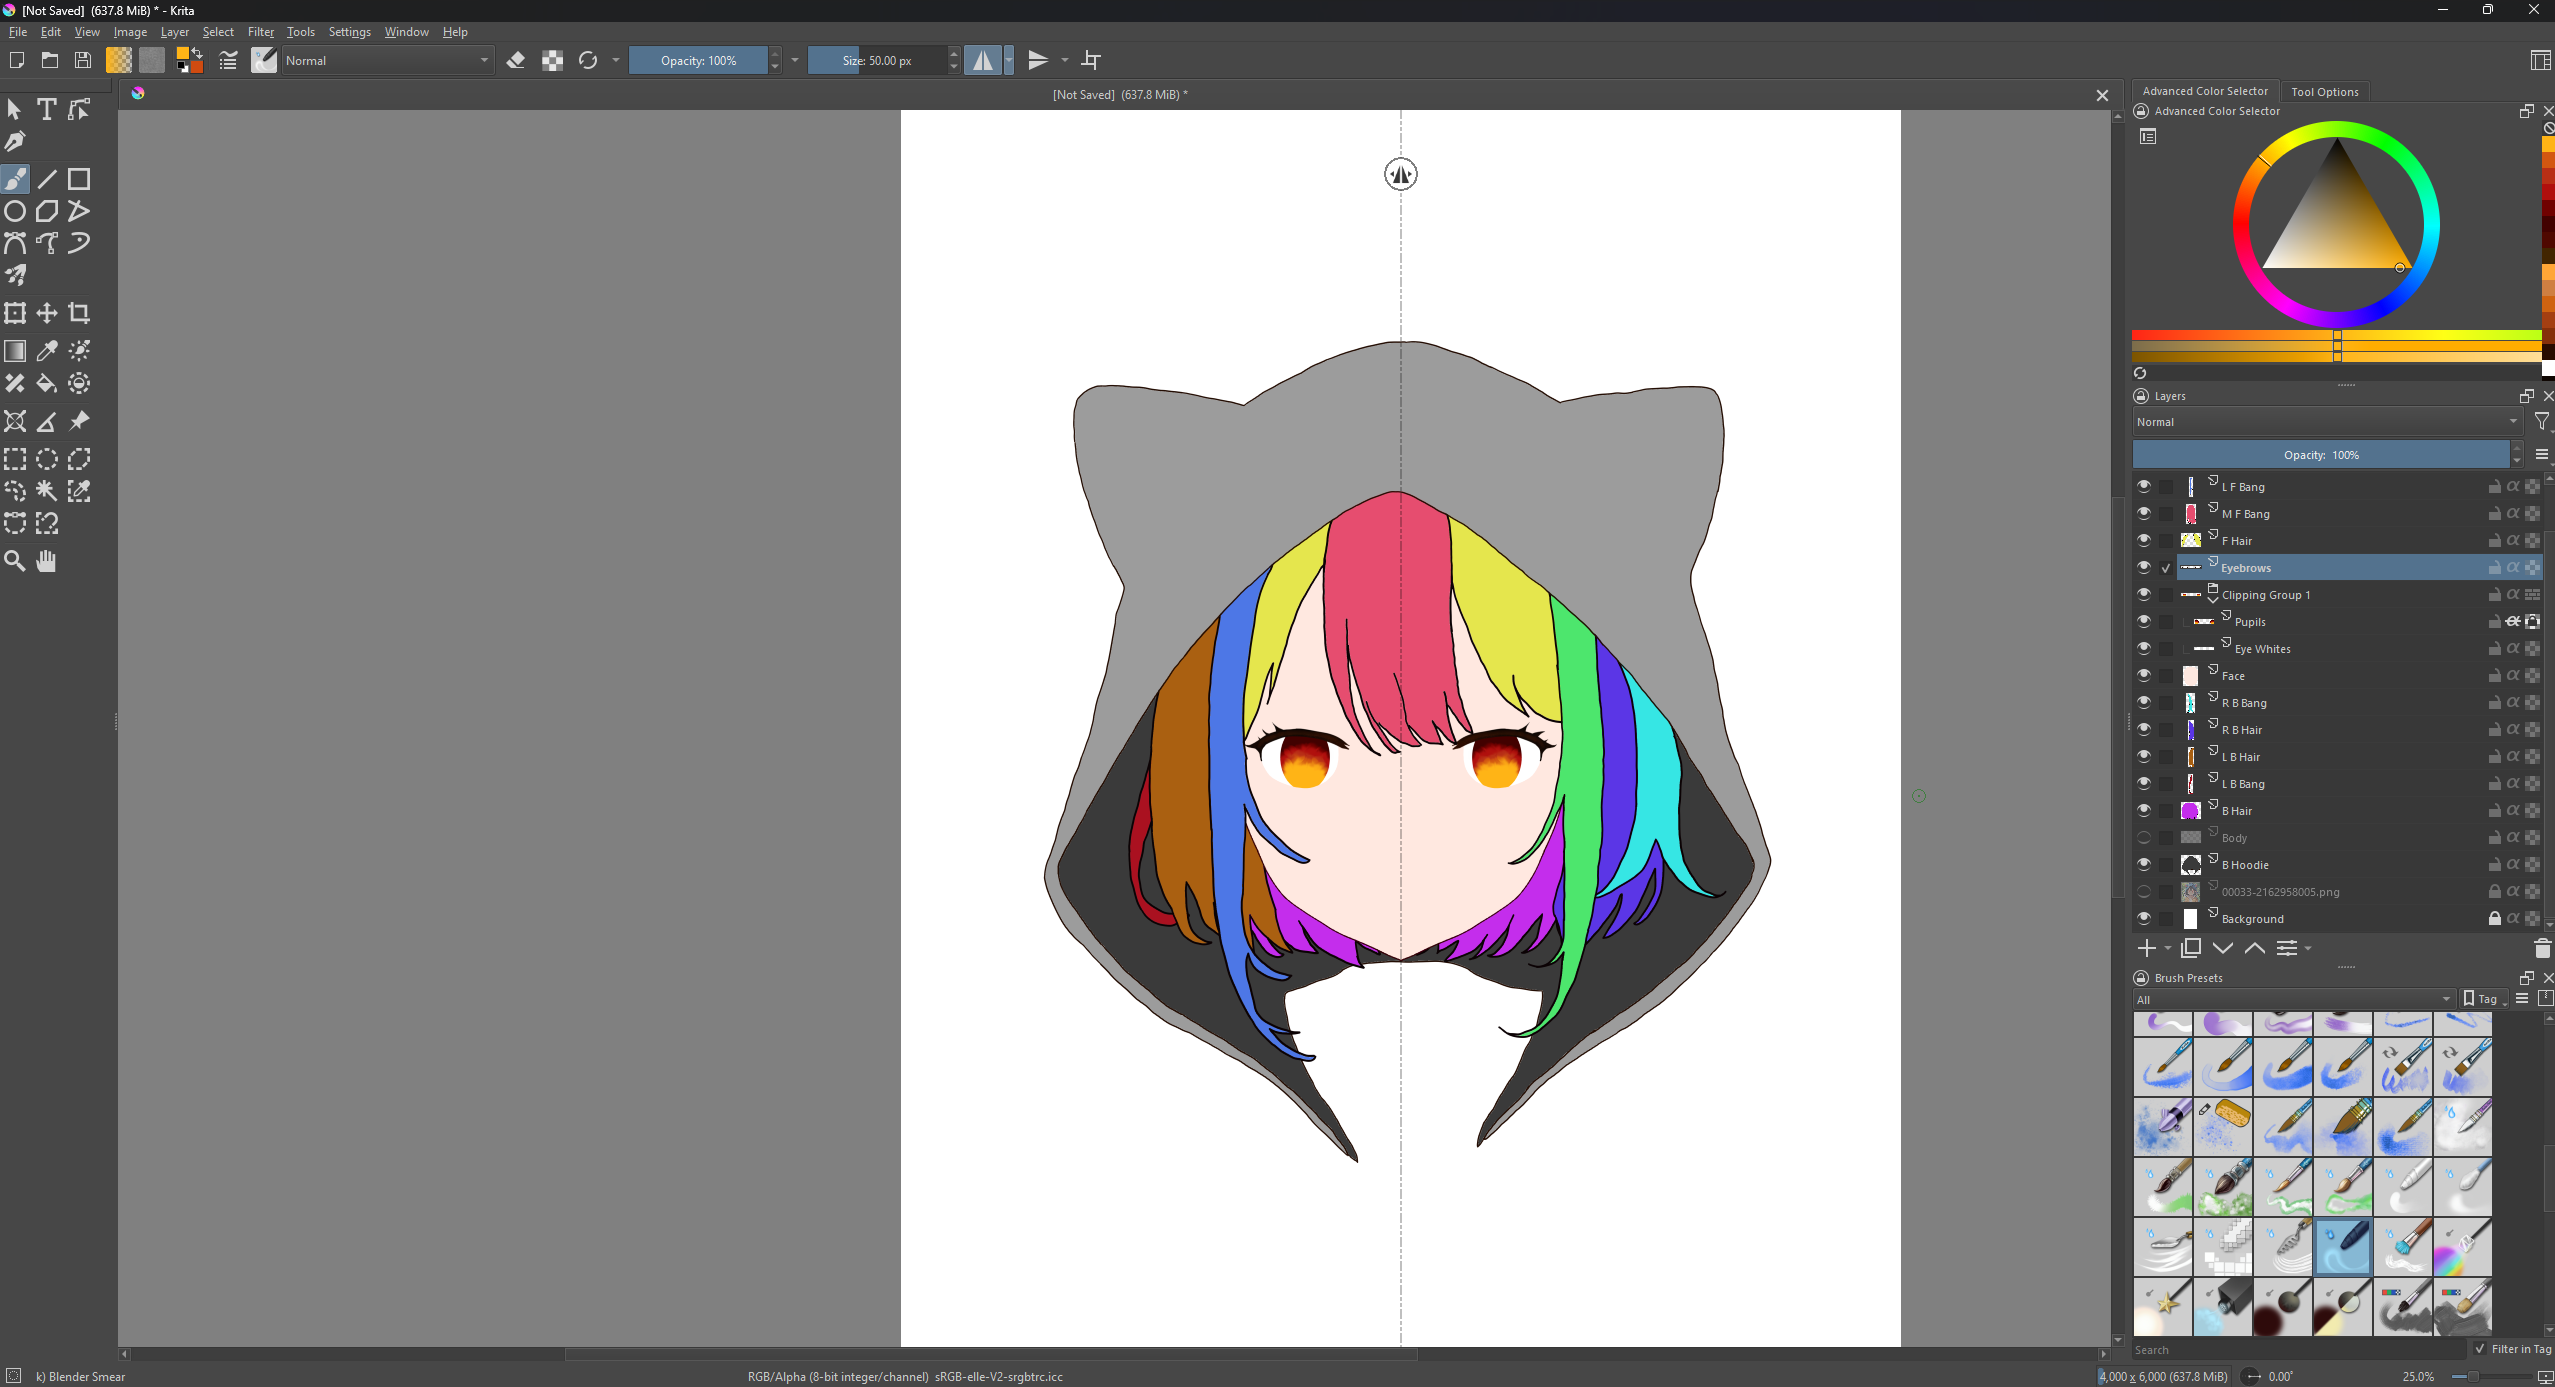 [Not Saved]  (637.8 MiB) * - Krita
File Edit View Image Layer Select Filter Tools Settings Window Help
Normal
Opacity: 100%
Size: 50.00 px
[Not Saved]  (637.8 MiB) *
Advanced Color Selector
Tool Options
Advanced Color Selector
Layers
Normal
Opacity: 100%
L F Bang
M F Bang
F Hair
Eyebrows
Clipping Group 1
Pupils
Eye Whites
Face
R B Bang
R B Hair
L B Hair
L B Bang
B Hair
Body
B Hoodie
00033-2162958005.png
Background
Brush Presets
All
Tag
Search
Filter in Tag
k) Blender Smear
RGB/Alpha (8-bit integer/channel)  sRGB-elle-V2-srgbtrc.icc
4,000 x 6,000 (637.8 MiB)
0.00°
25.0%